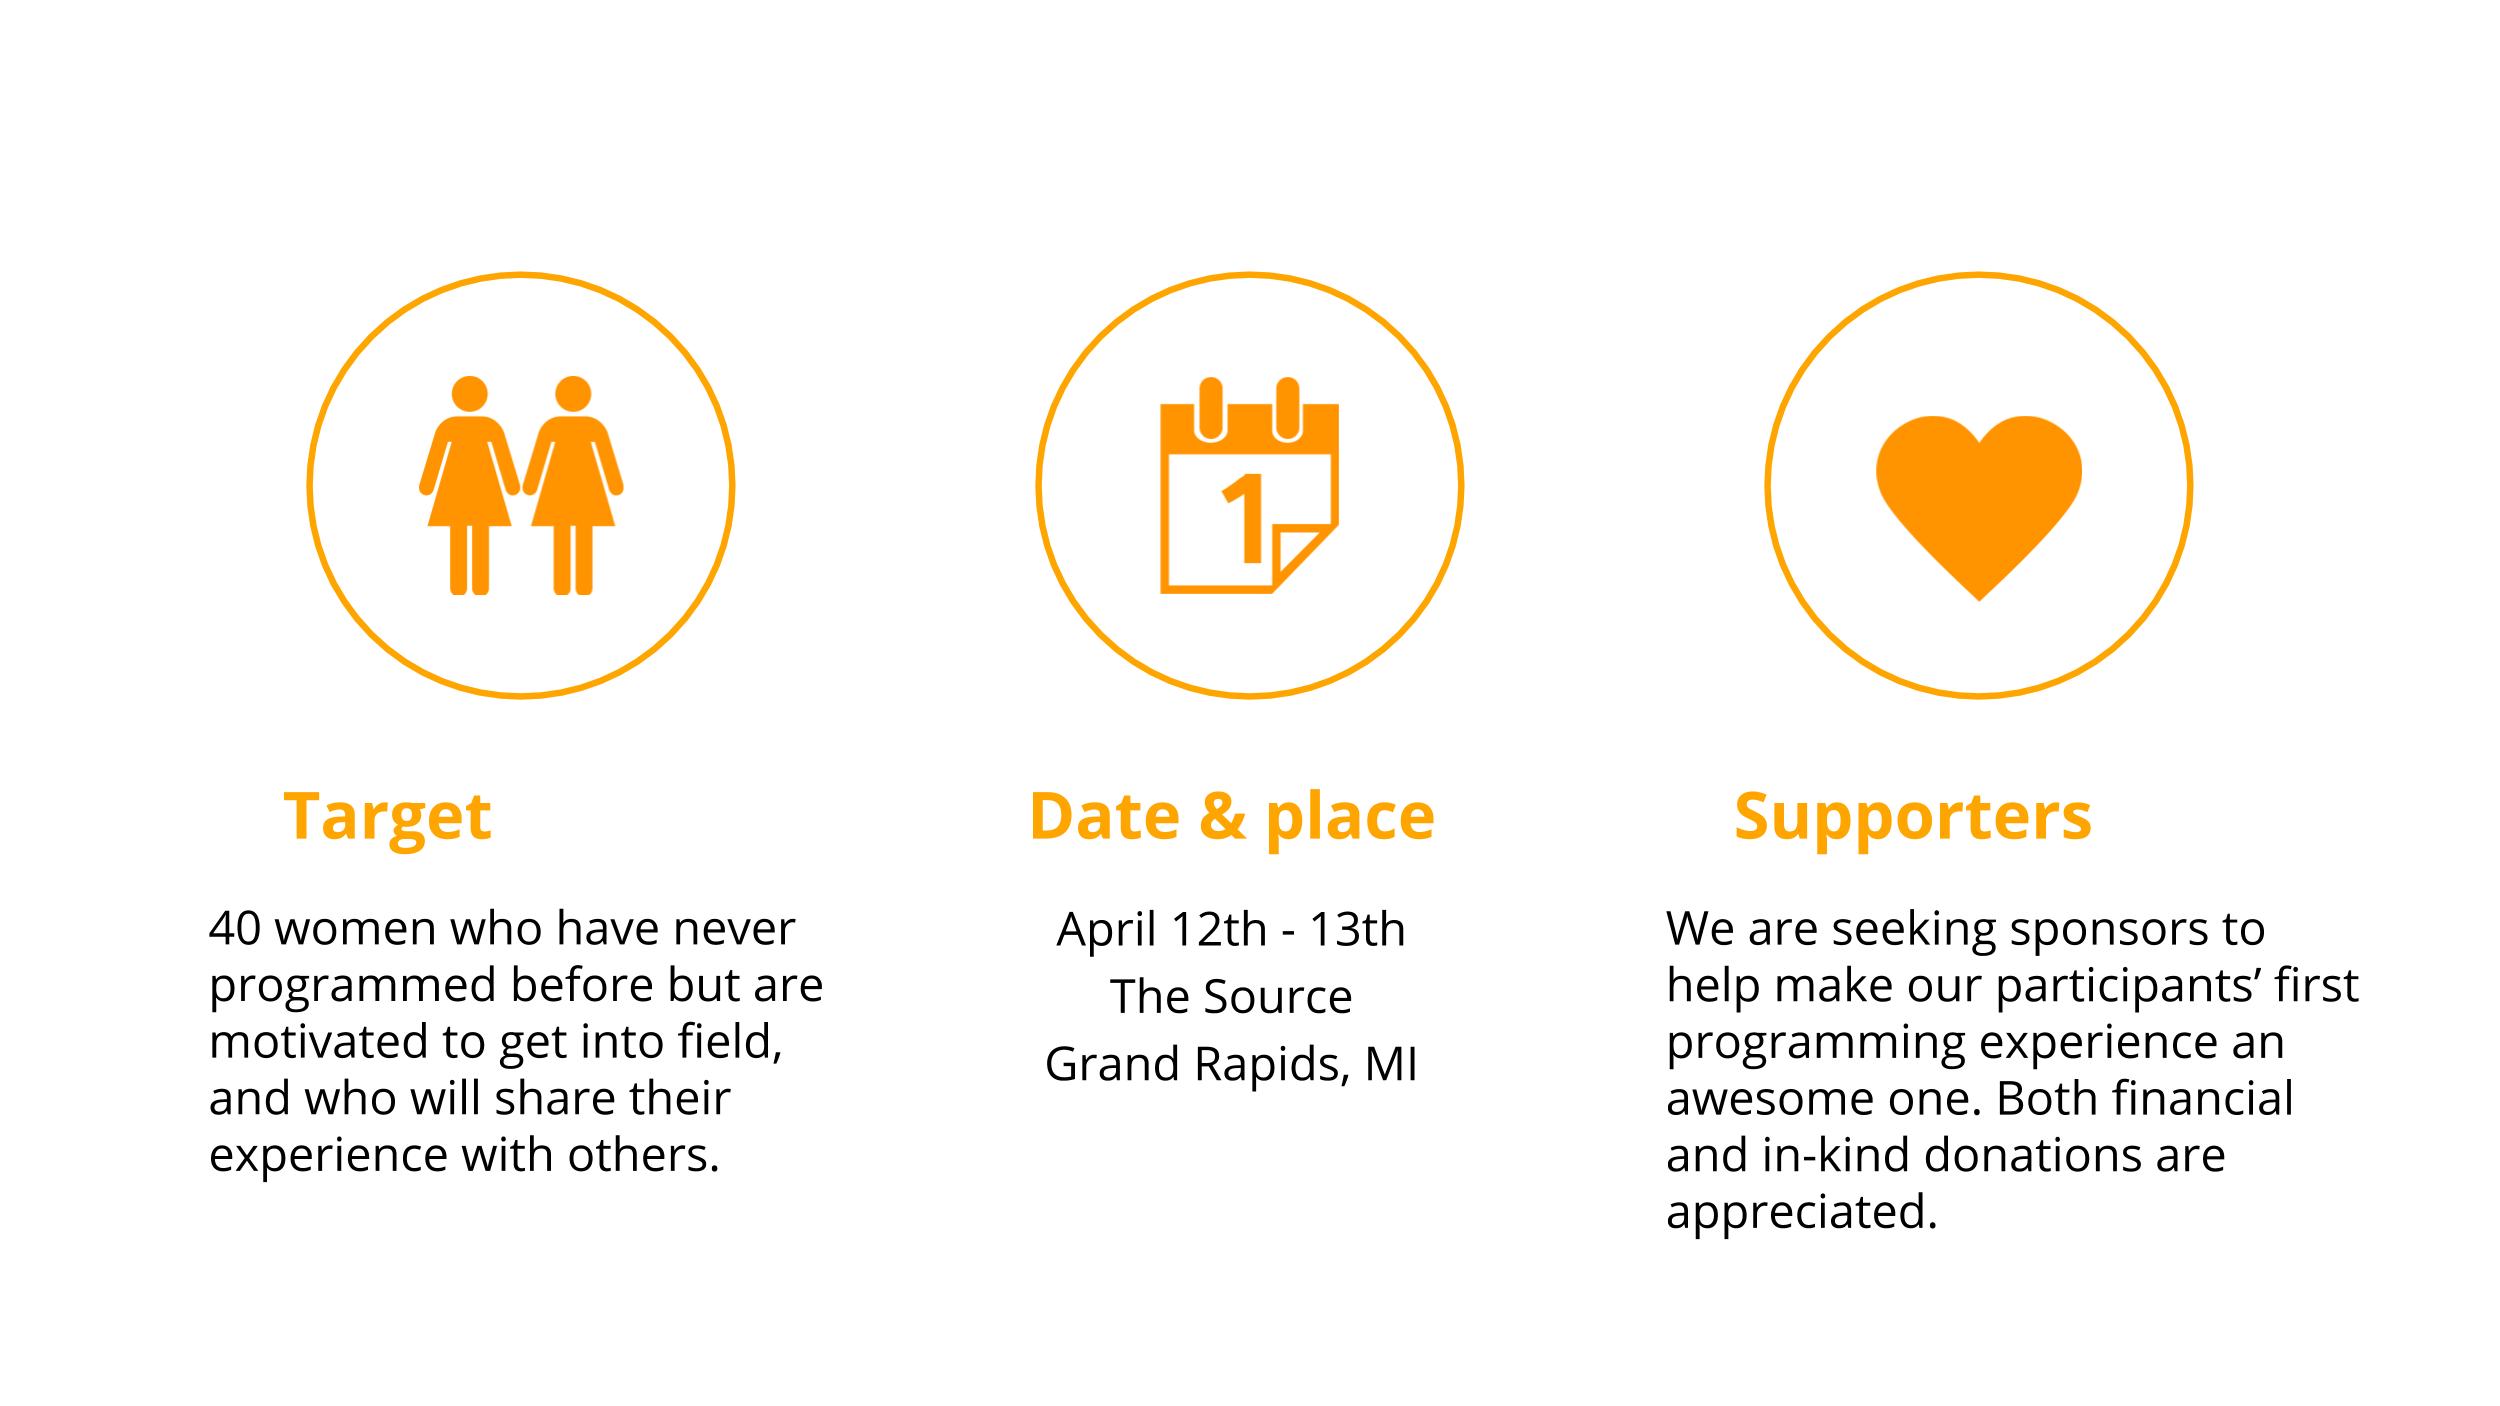 1
Target
40 women who have never
programmed before but are
motivated to get into field,
and who will share their
experience with others.
Date & place
April 12th - 13th
The Source
Grand Rapids, MI
Supporters
We are seeking sponsors to
help make our participants’ first
programming experience an
awesome one. Both financial
and in-kind donations are
appreciated.